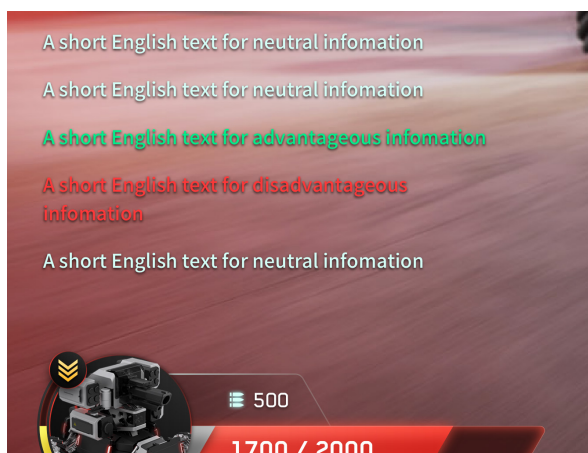 A short English text for neutral infomation
A short English text for neutral infomation
A short English text for advantageous infomation
A short English text for disadvantageous
infomation
A short English text for neutral infomation
500
1700 / 2000